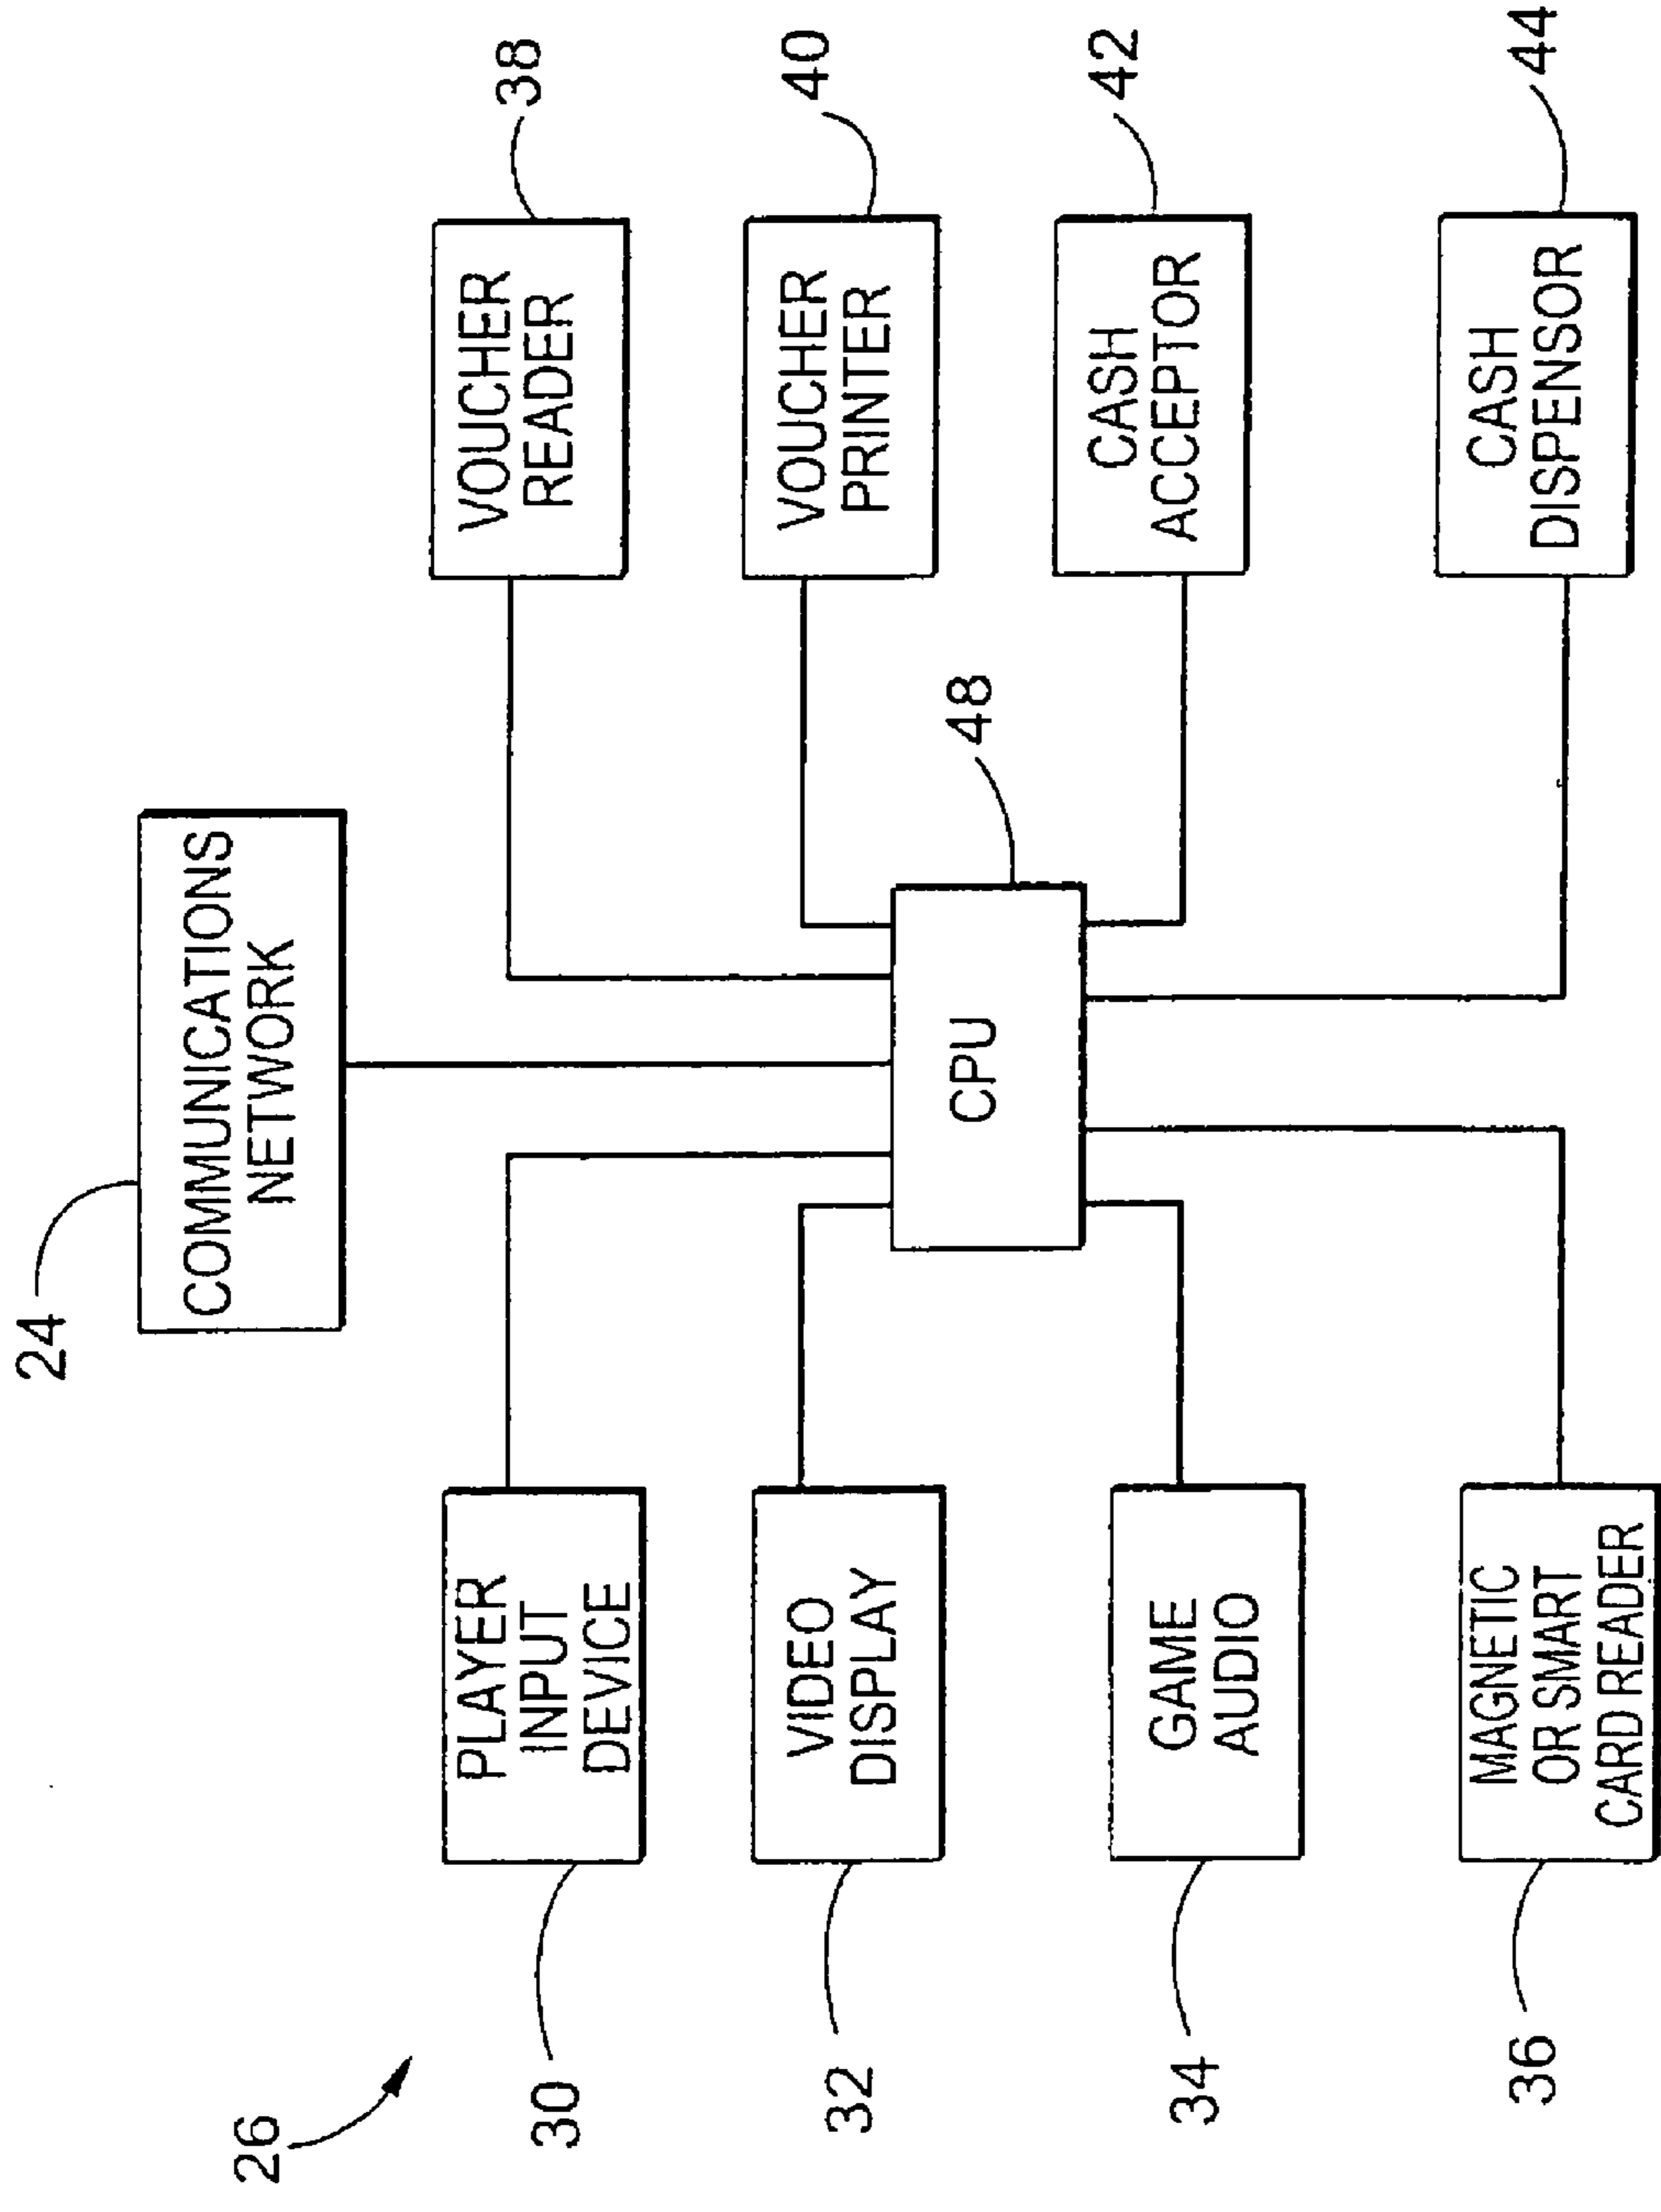 24
COMMUNICATIONS
NETWORK
26
30
PLAYER
INPUT
DEVICE
VOUCHER
READER
38
32
VIDEO
DISPLAY
VOUCHER
PRINTER
40
CPU
48
34
GAME
AUDIO
CASH
ACCEPTOR
42
36
MAGNETIC
OR SMART
CARD READER
CASH
DISPENSOR
44